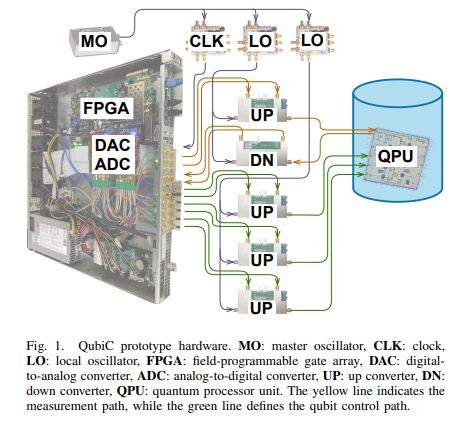 MO
CLK
LO
LO
FPGA
DAC
ADC
UP
DN
QPU
UP
UP
UP
Fig. 1. QubiC prototype hardware. MO: master oscillator, CLK: clock,
LO: local oscillator, FPGA: field-programmable gate array, DAC: digital-
to-analog converter, ADC: analog-to-digital converter, UP: up converter, DN:
down converter, QPU: quantum processor unit. The yellow line indicates the
measurement path, while the green line defines the qubit control path.